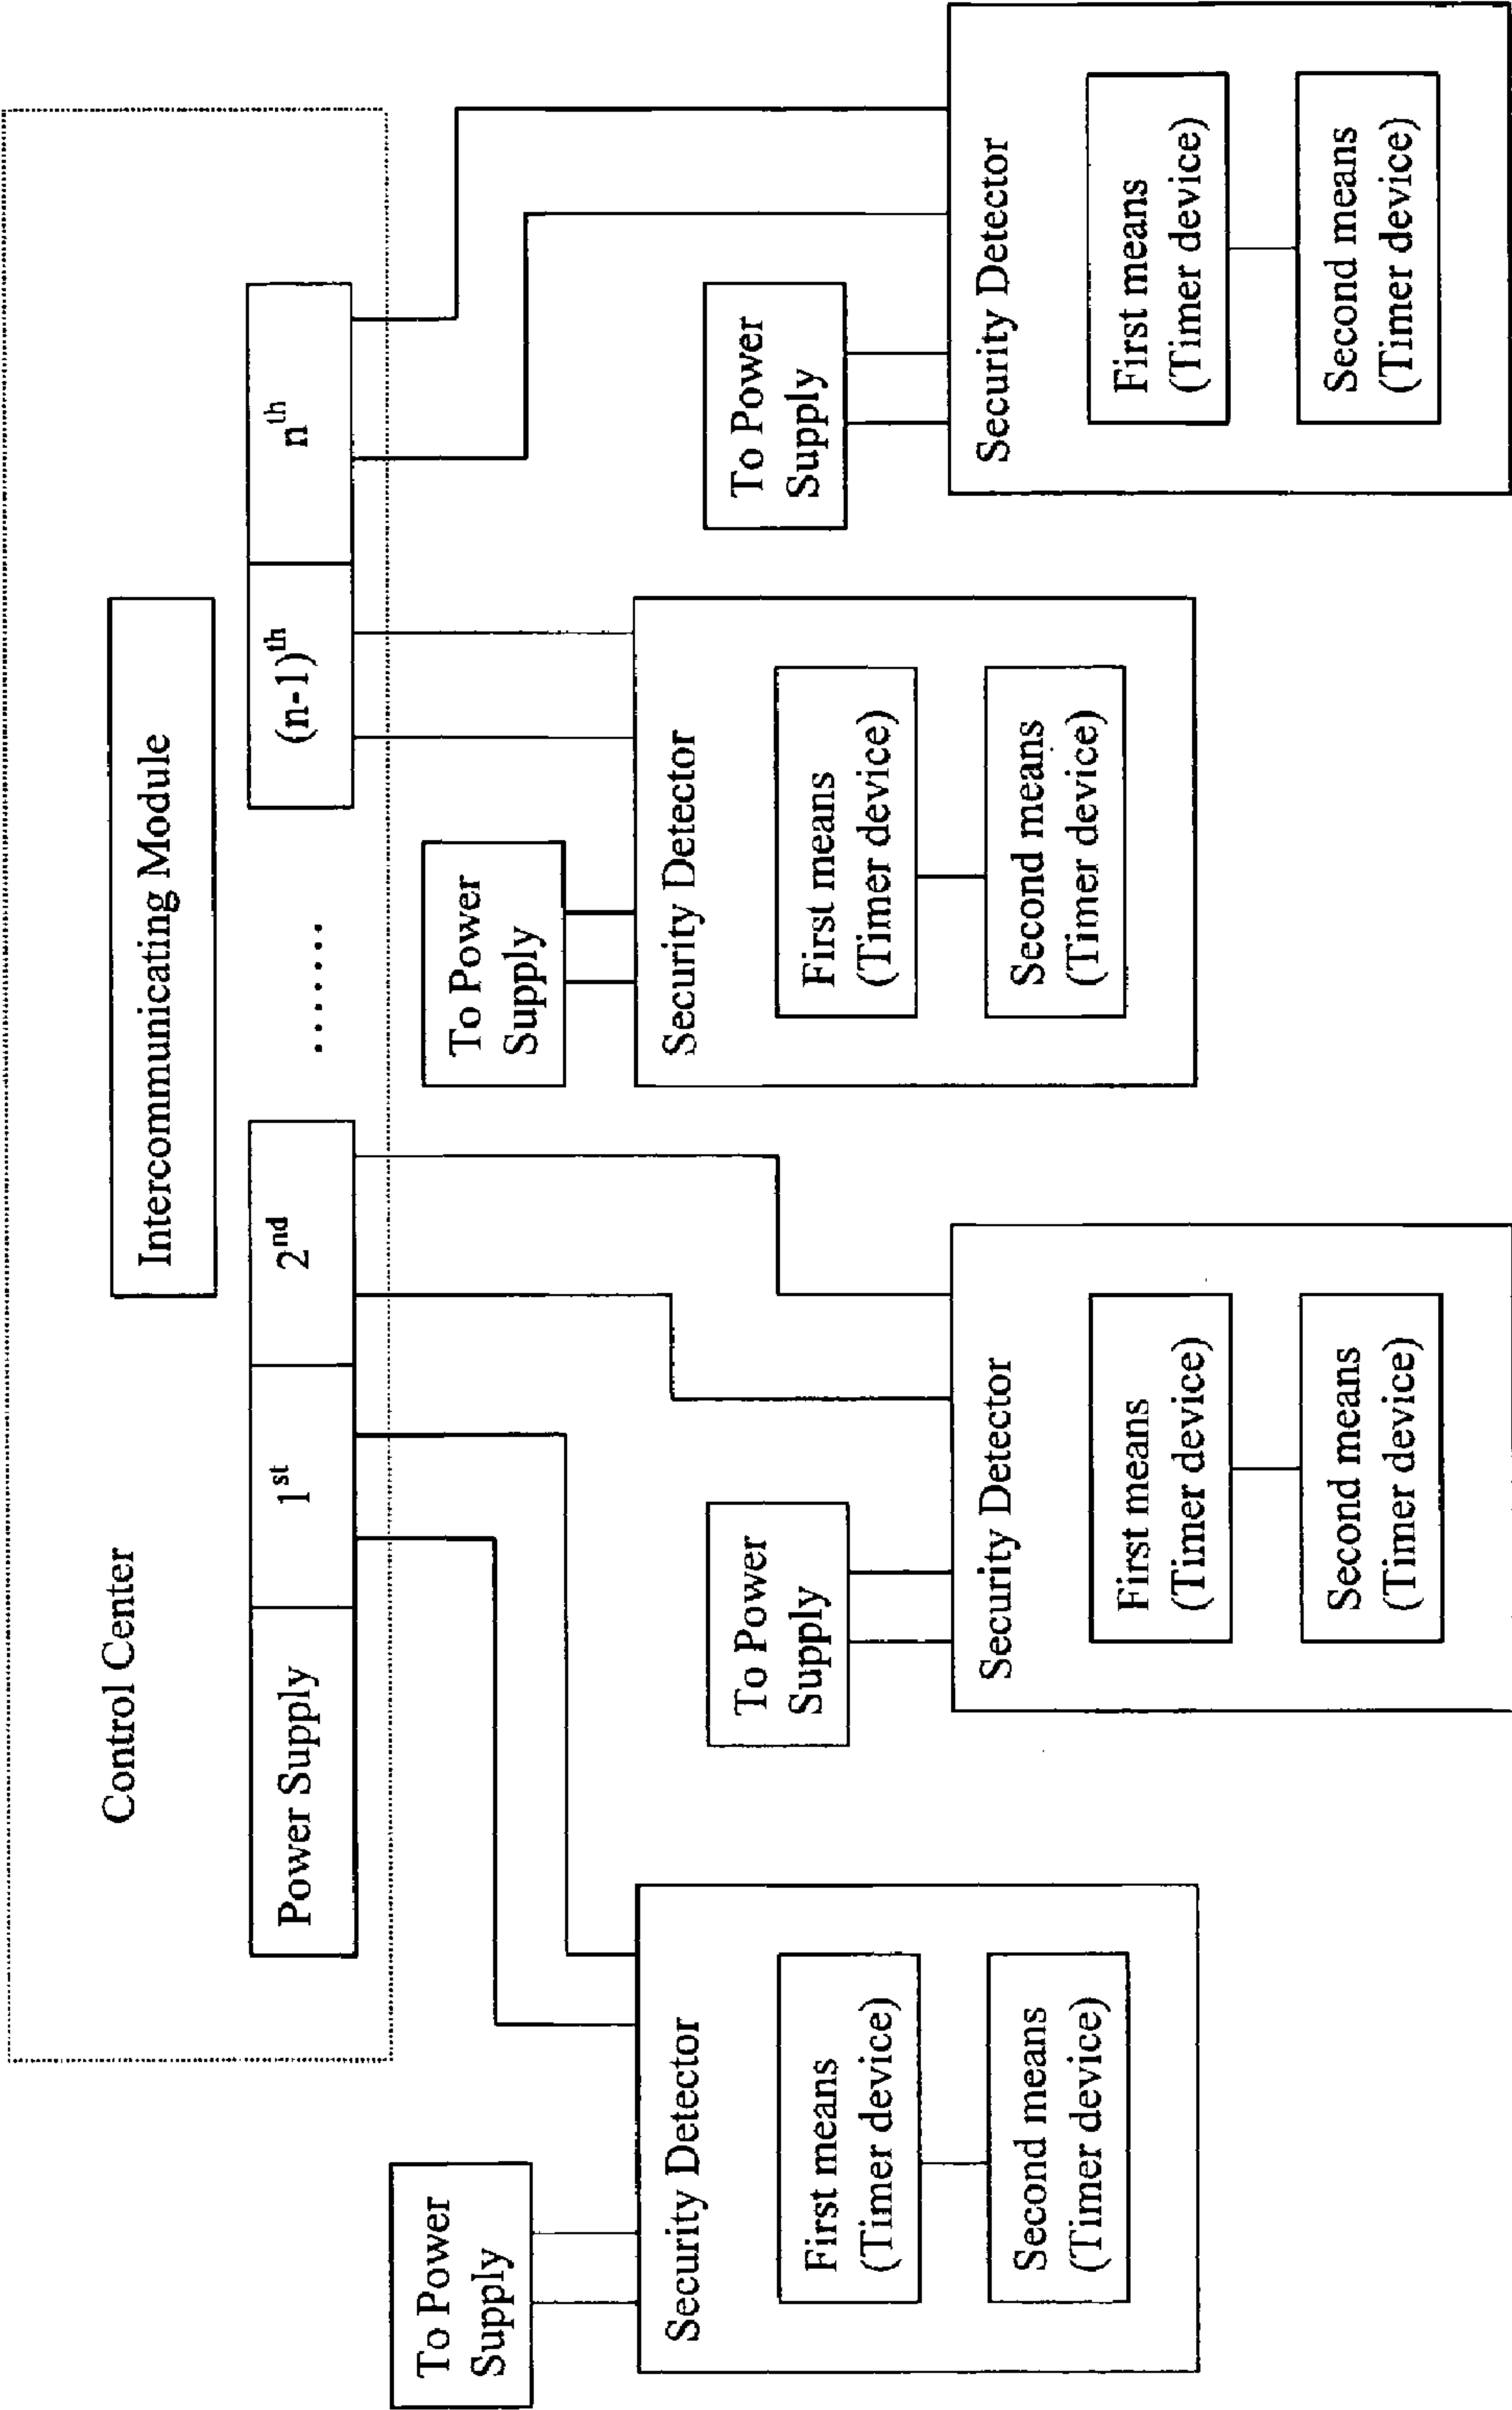 Control Center
Intercommunicating Module
Power Supply
1st
2nd
.......
(n-1)th
nth
To Power
Supply
Security Detector
First means
(Timer device)
Second means
(Timer device)
To Power
Supply
Security Detector
First means
(Timer device)
Second means
(Timer device)
To Power
Supply
Security Detector
First means
(Timer device)
Second means
(Timer device)
To Power
Supply
Security Detector
First means
(Timer device)
Second means
(Timer device)